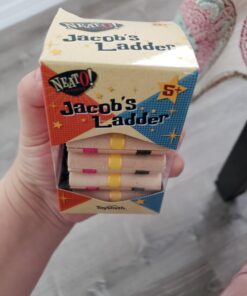 Jacob's
Ladder
NEATO!
Jacob's
Ladder
5+
Toysmith.